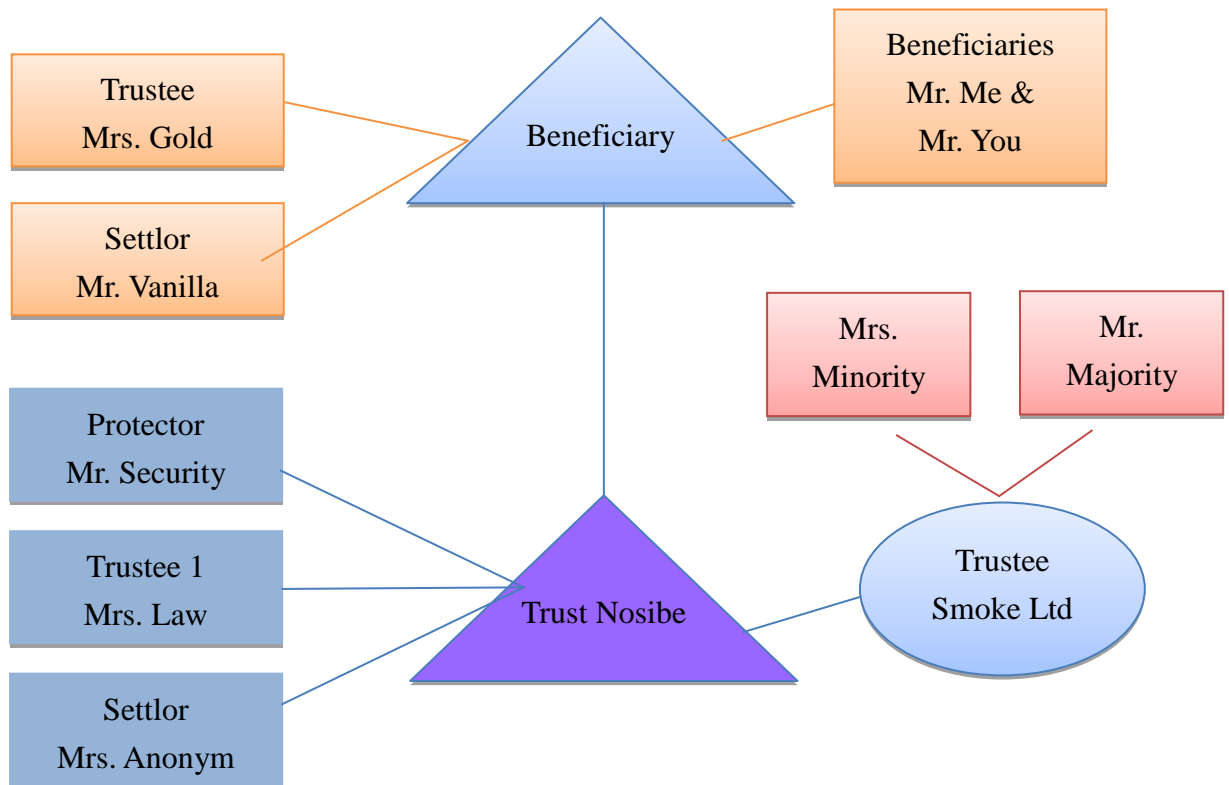 Trustee
Mrs. Gold
Beneficiary
Beneficiaries
Mr. Me &
Mr. You
Settlor
Mr. Vanilla
Mrs.
Minority
Mr.
Majority
Protector
Mr. Security
Trustee 1
Mrs. Law
Trust Nosibe
Trustee
Smoke Ltd
Settlor
Mrs. Anonym